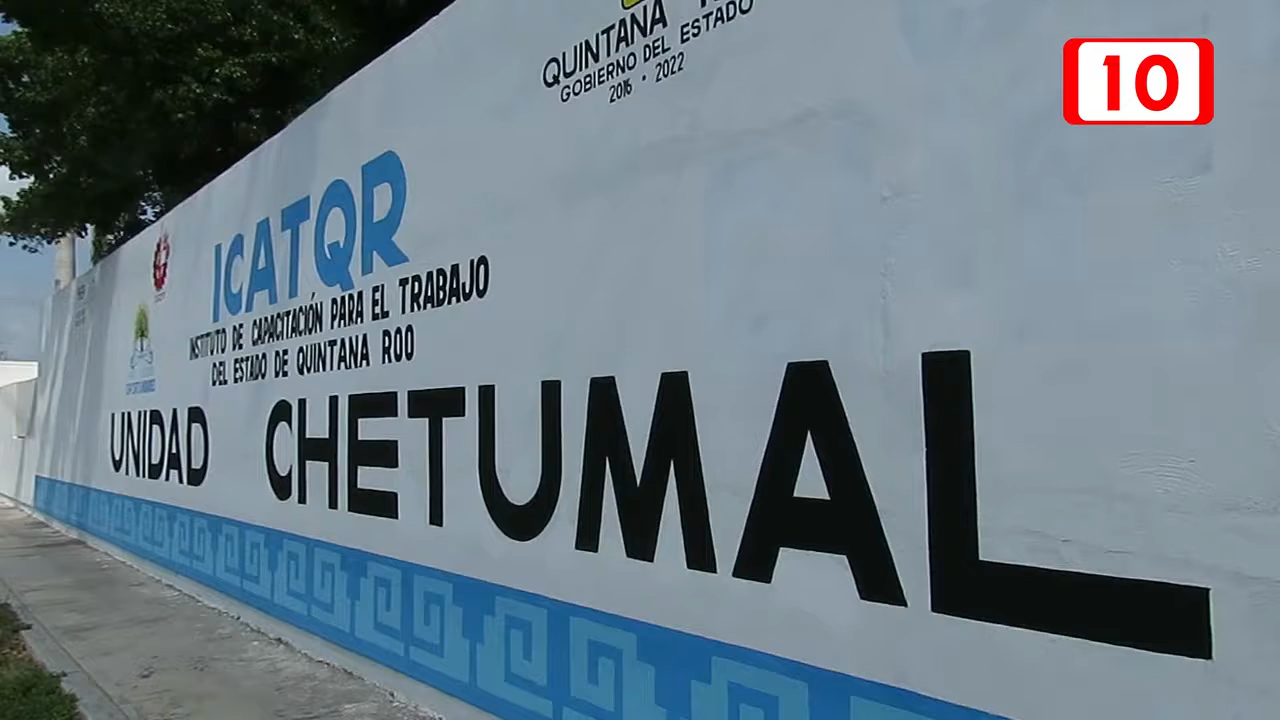 QUINTANA
GOBIERNO DEL ESTADO
2016 • 2022
10
ICATQR
INSTITUTO DE CAPACITACIÓN PARA EL TRABAJO
DEL ESTADO DE QUINTANA ROO
UNIDAD CHETUMAL